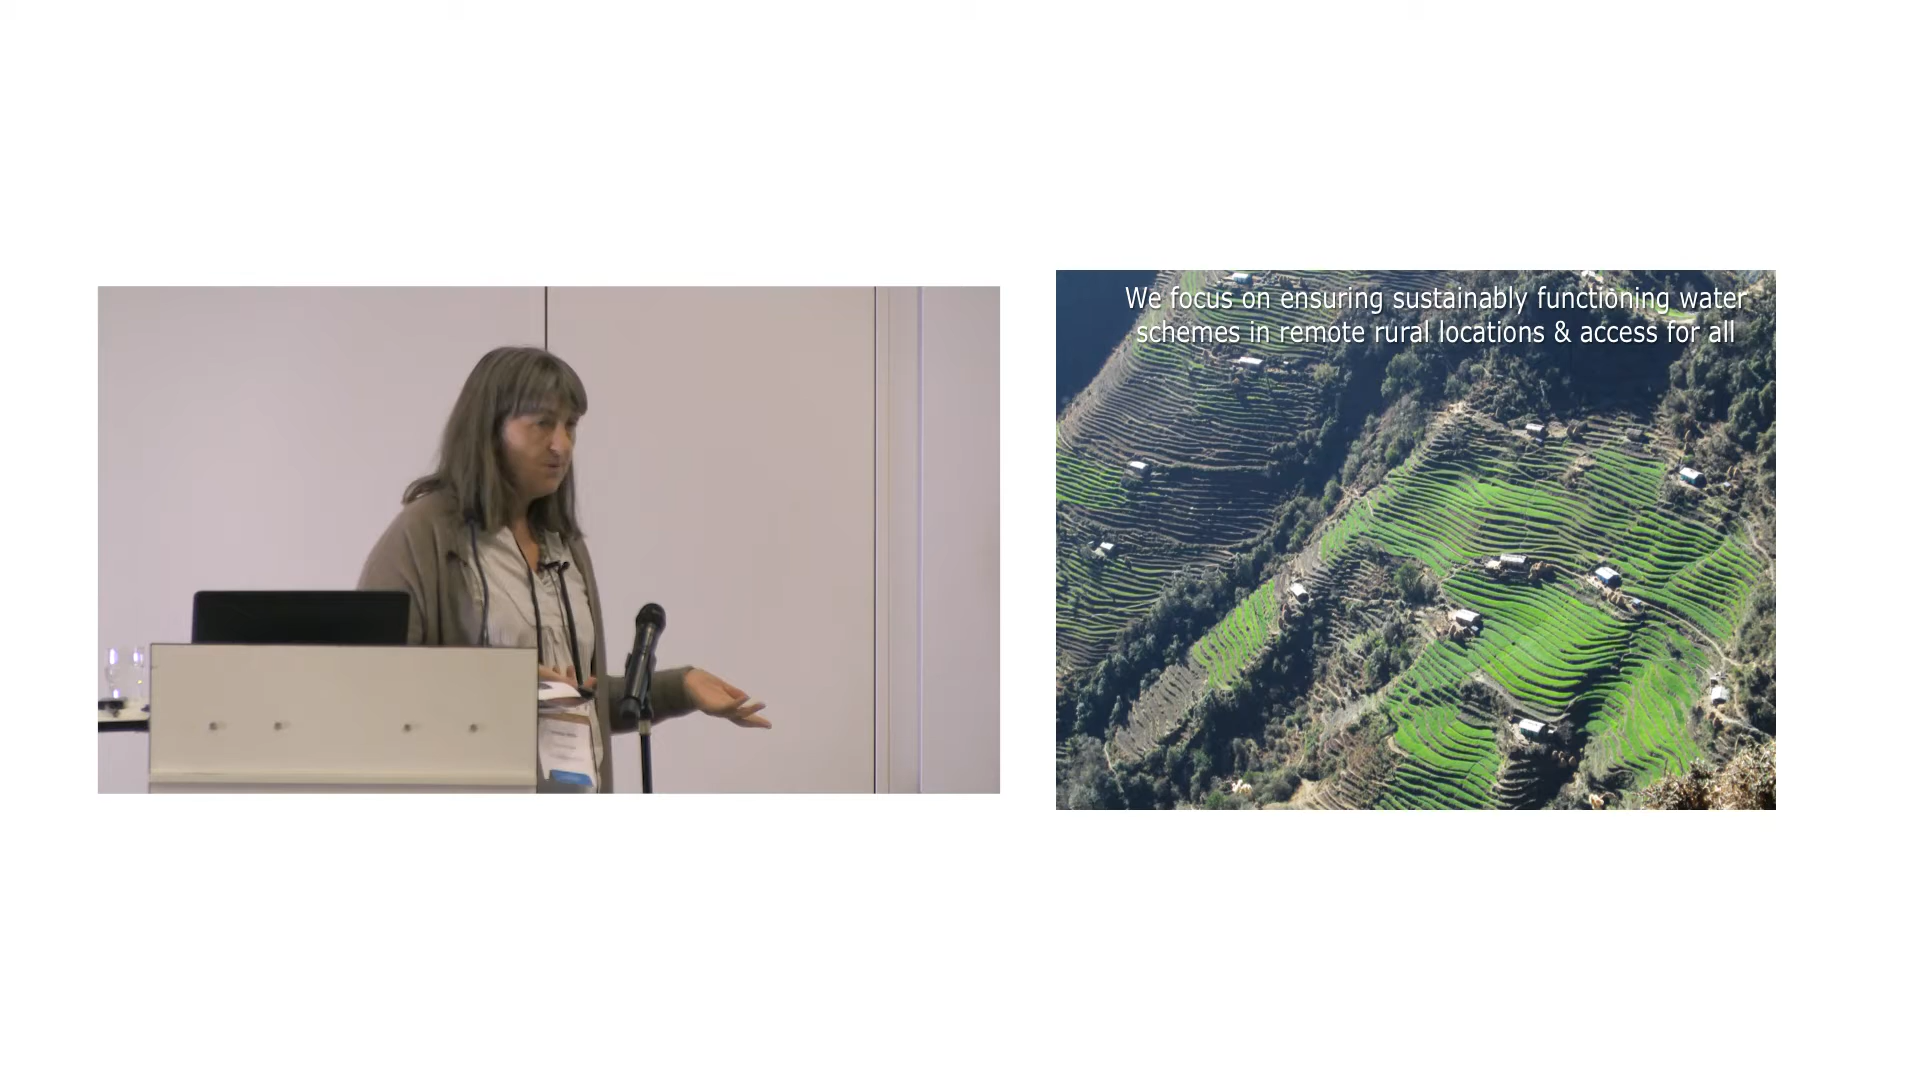 We focus on ensuring sustainably functioning water
schemes in remote rural locations & access for all